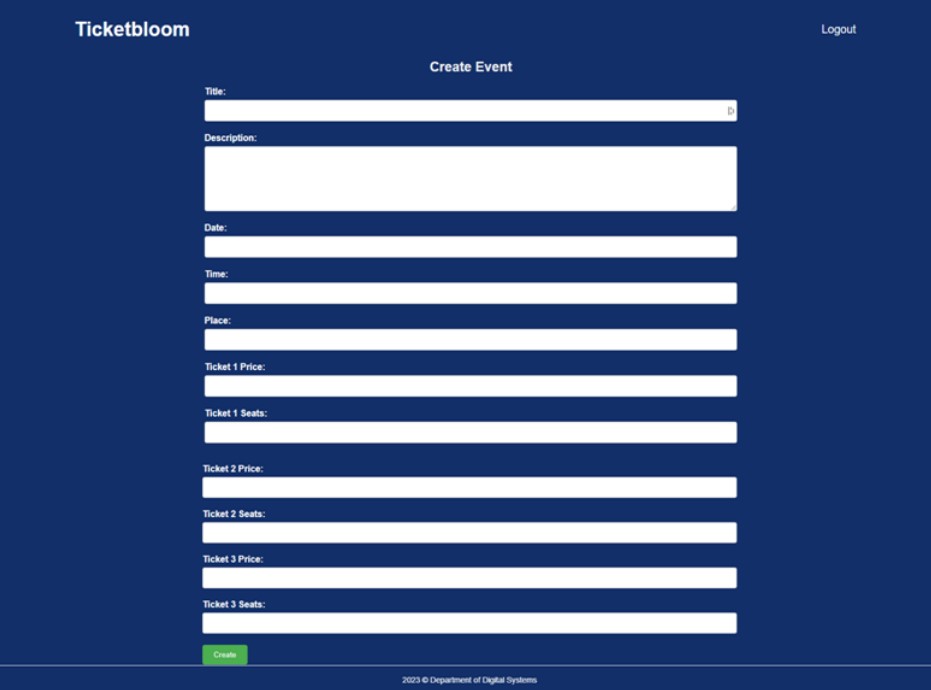 Ticketbloom
Logout
Create Event
Title:
Description:
Date:
Time:
Place:
Ticket 1 Price:
Ticket 1 Seats:
Ticket 2 Price:
Ticket 2 Seats:
Ticket 3 Price:
Ticket 3 Seats:
Create
2023 © Department of Digital Systems